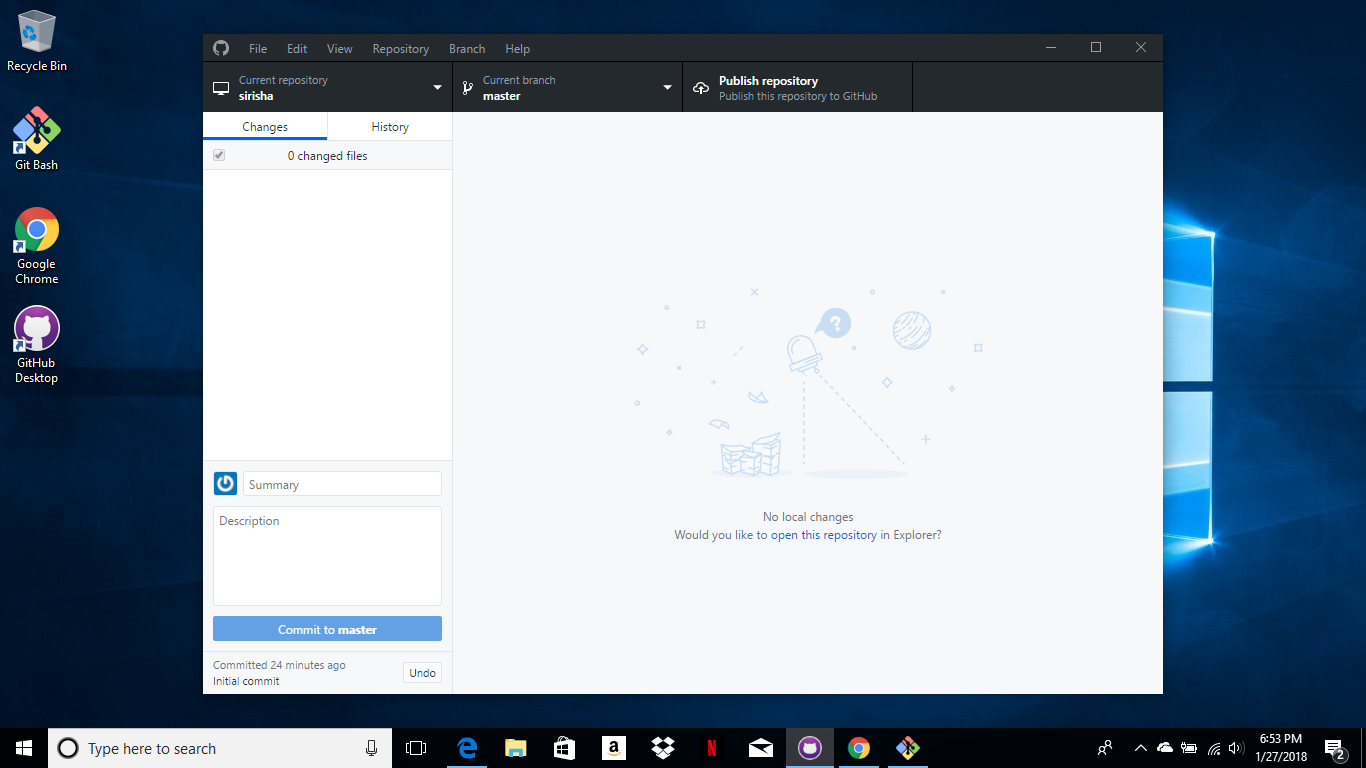 Recycle Bin
Git Bash
Google
Chrome
GitHub
Desktop
File Edit View Repository Branch Help
Current repository
sirisha
Current branch
master
Publish repository
Publish this repository to GitHub
Changes History
0 changed files
?
No local changes
Would you like to open this repository in Explorer?
Summary
Description
Commit to master
Committed 24 minutes ago
Initial commit
Undo
Type here to search
a
N
6:53 PM
1/27/2018
2